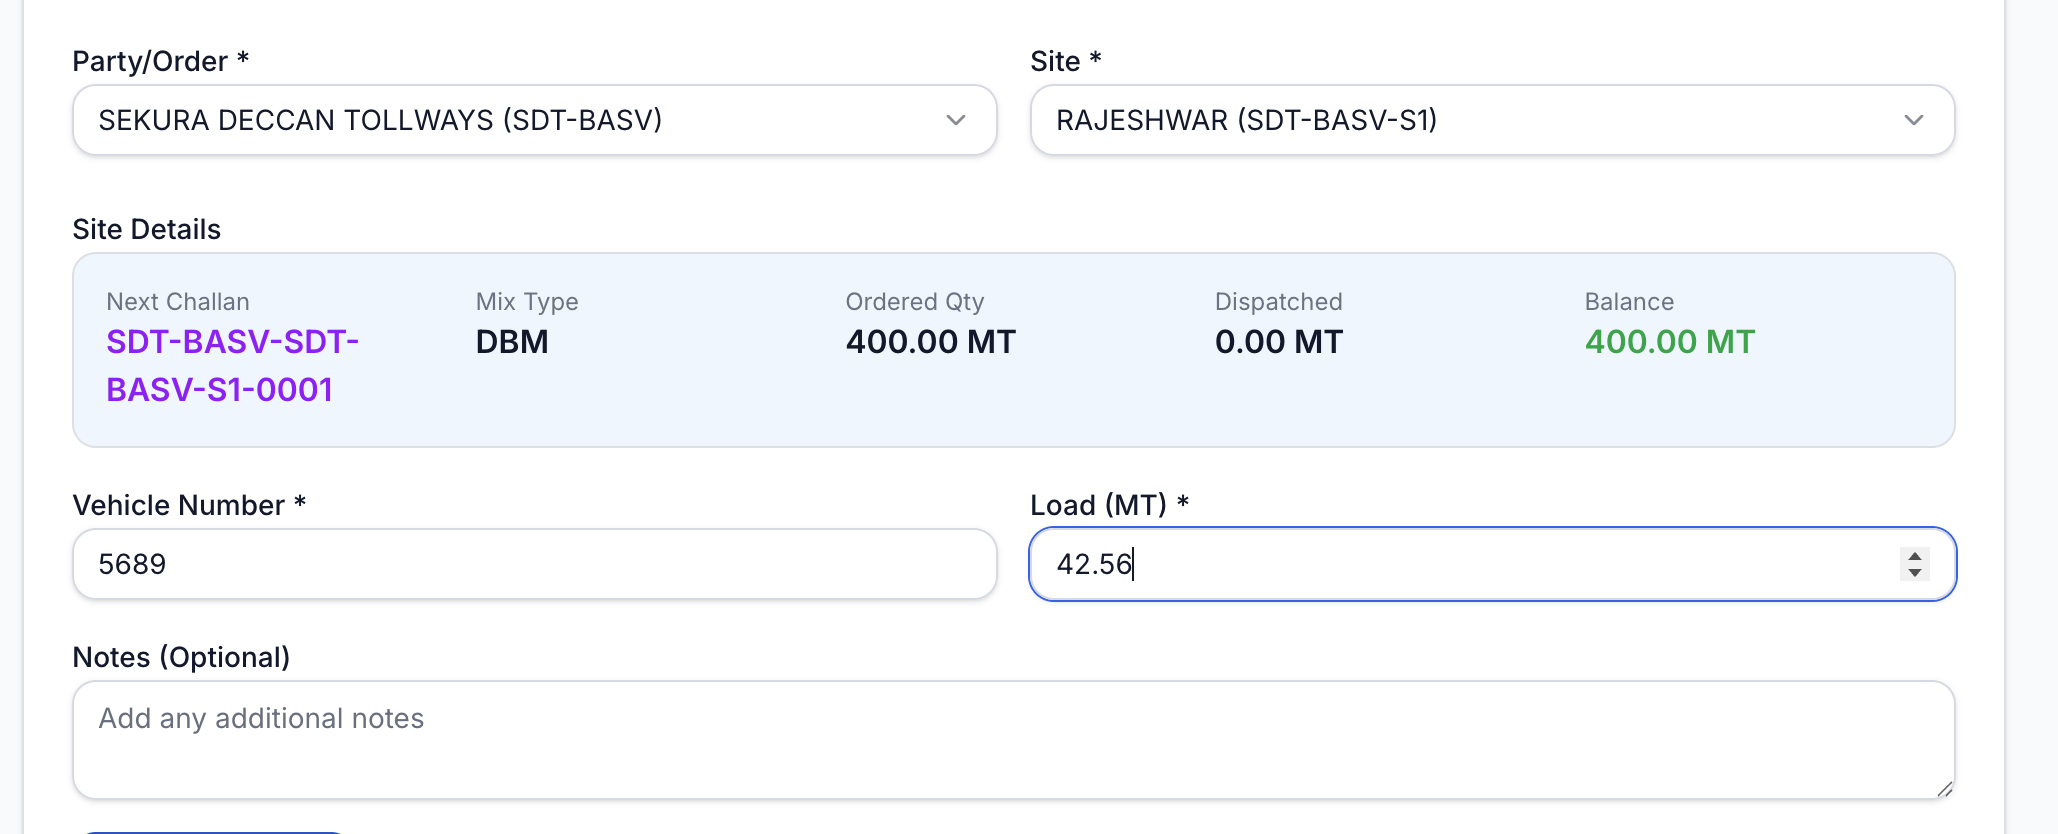 Party/Order *
Site *
SEKURA DECCAN TOLLWAYS (SDT-BASV)
RAJESHWAR (SDT-BASV-S1)
Site Details
Next Challan
Mix Type
Ordered Qty
Dispatched
Balance
SDT-BASV-SDT-
BASV-S1-0001
DBM
400.00 MT
0.00 MT
400.00 MT
Vehicle Number *
Load (MT) *
5689
42.56
Notes (Optional)
Add any additional notes